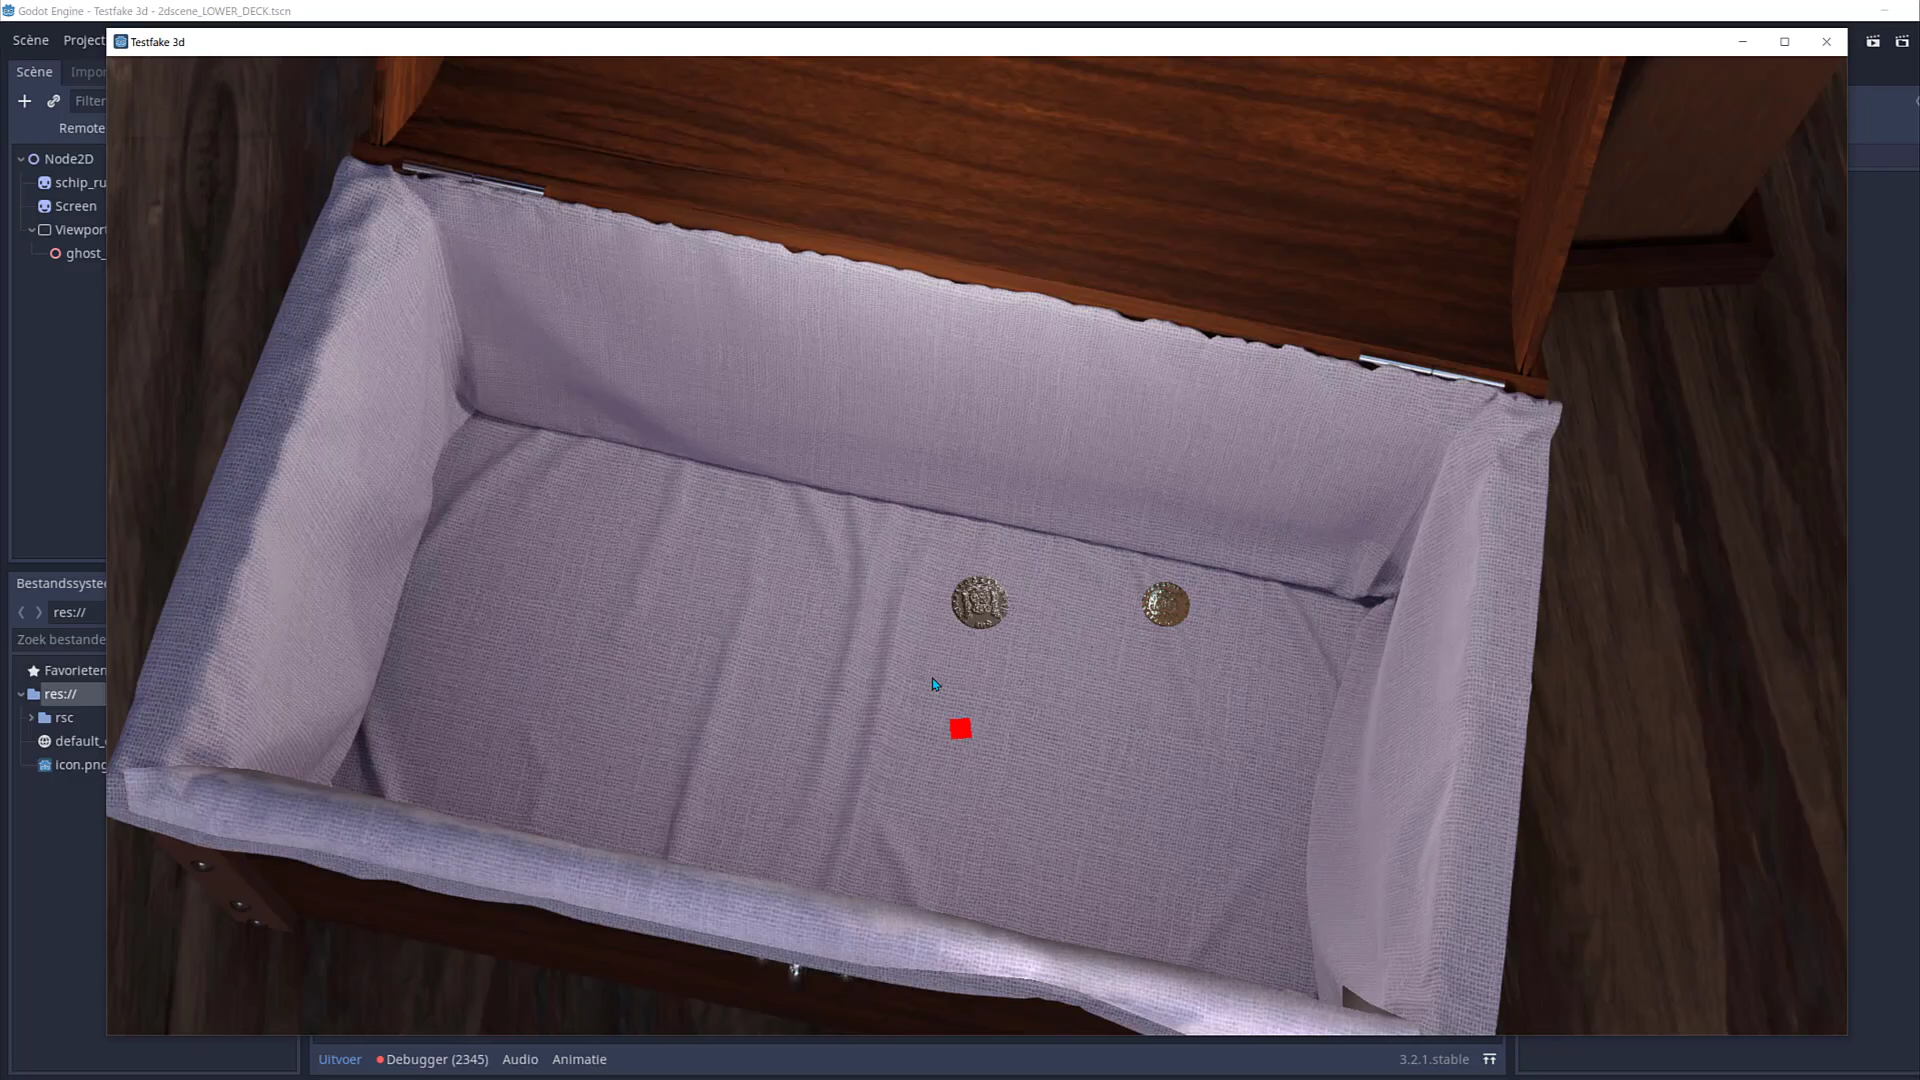 Godot Engine - Testfake 3d - 2dscene_LOWER_DECK.tscn
Scène Project
Testfake 3d
Scène Impor
Filter
Remote
Node2D
schip_ru
Screen
Viewport
ghost_
Bestandssystee
res://
Zoek bestande
Favorieten
res://
rsc
default_
icon.png
Uitvoer Debugger (2345) Audio Animatie 3.2.1.stable